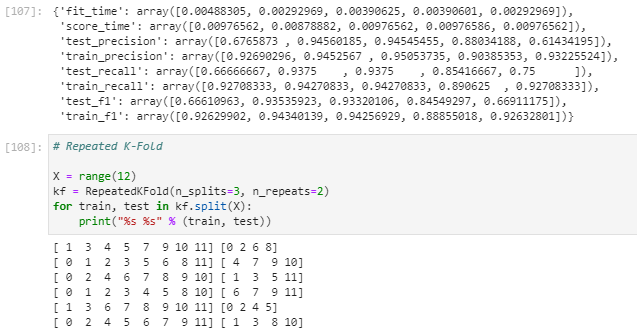 [107]: {'fit_time': array([0.00488305, 0.00292969, 0.00390625, 0.00390601, 0.00292969]),
'score_time': array([0.00976562, 0.00878882, 0.00976562, 0.00976586, 0.00976562]),
'test_precision': array([0.6765873 , 0.94560185, 0.94545455, 0.88034188, 0.61434195]),
'train_precision': array([0.92690296, 0.9452567 , 0.95053735, 0.90385353, 0.93225524]),
'test_recall': array([0.66666667, 0.9375    , 0.9375    , 0.85416667, 0.75      ]),
'train_recall': array([0.92708333, 0.94270833, 0.94270833, 0.890625  , 0.92708333]),
'test_f1': array([0.66610963, 0.93535923, 0.93320106, 0.84549297, 0.66911175]),
'train_f1': array([0.92629902, 0.94340139, 0.94256929, 0.88855018, 0.92632801])}
[108]: # Repeated K-Fold
X = range(12)
kf = RepeatedKFold(n_splits=3, n_repeats=2)
for train, test in kf.split(X):
    print("%s %s" % (train, test))
[ 1  3  4  5  7  9 10 11] [0 2 6 8]
[ 0  1  2  3  5  6  8 11] [ 4  7  9 10]
[ 0  2  4  6  7  8  9 10] [ 1  3  5 11]
[ 0  1  2  3  4  5  8 10] [ 6  7  9 11]
[ 1  3  6  7  8  9 10 11] [0 2 4 5]
[ 0  2  4  5  6  7  9 11] [ 1  3  8 10]